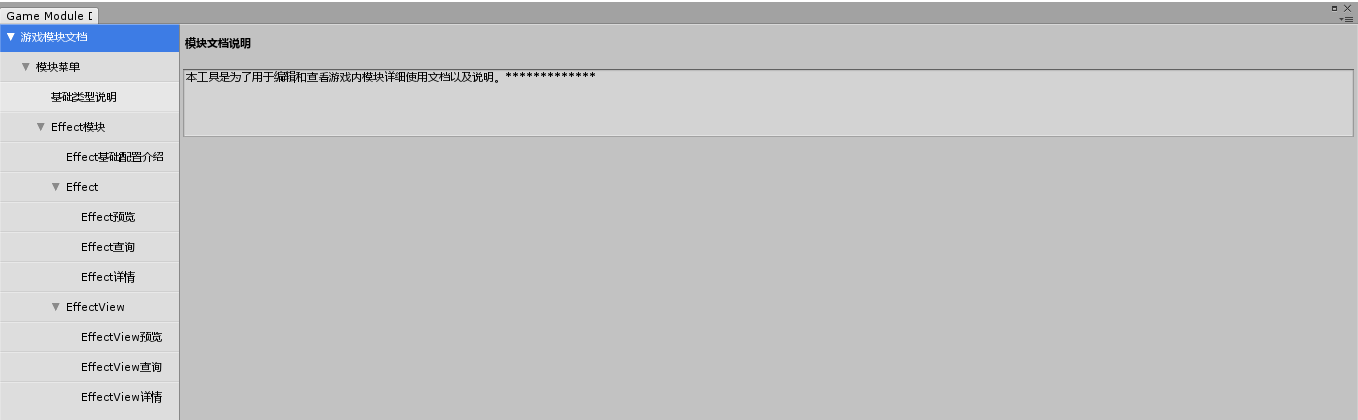 Game Module D
游戏模块文档
模块菜单
基础类型说明
Effect模块
Effect基础配置介绍
Effect
Effect预览
Effect查询
Effect详情
EffectView
EffectView预览
EffectView查询
EffectView详情
模块文档说明
本工具是为了用于编辑和查看游戏内模块详细使用文档以及说明。*************